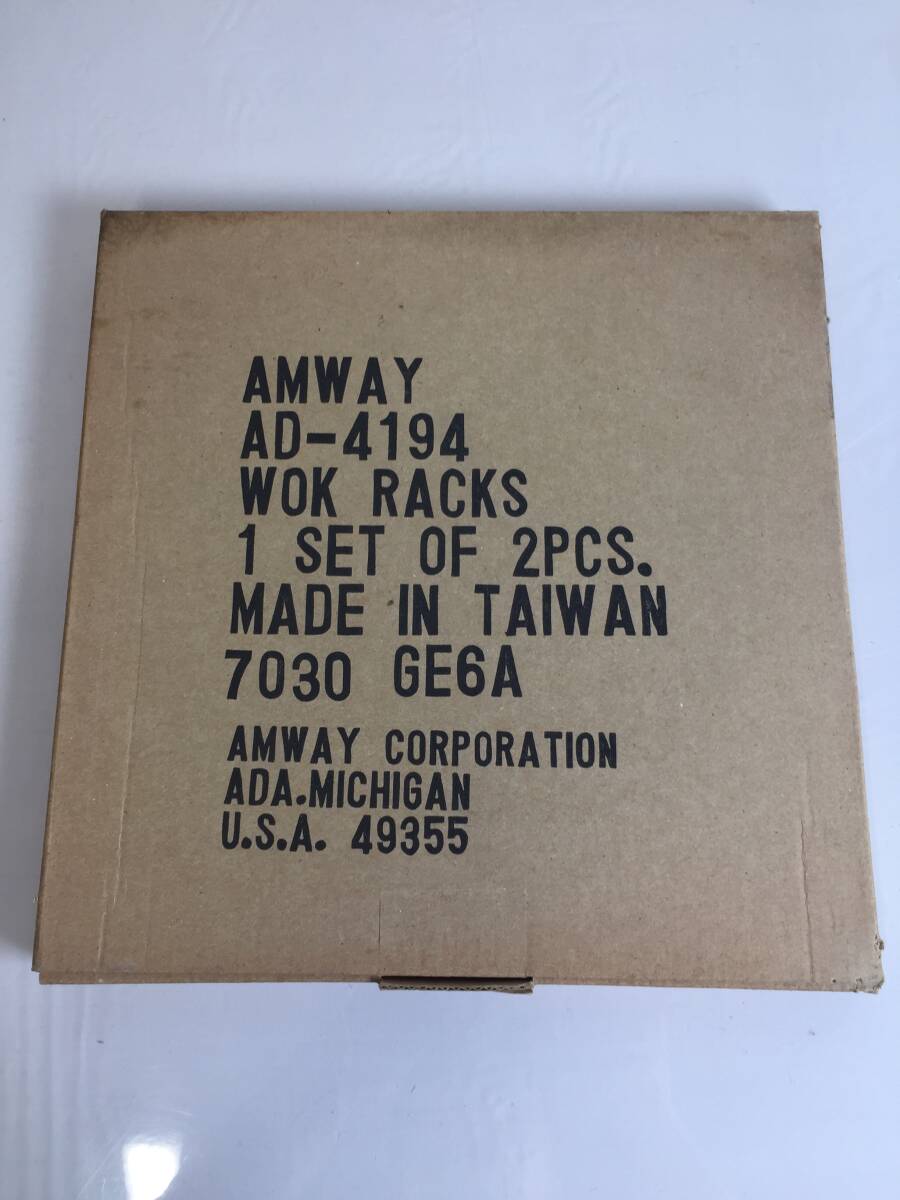 AMWAY
AD-4194
WOK RACKS
1 SET OF 2PCS.
MADE IN TAIWAN
7030 GE6A
AMWAY CORPORATION
ADA.MICHIGAN
U.S.A. 49355